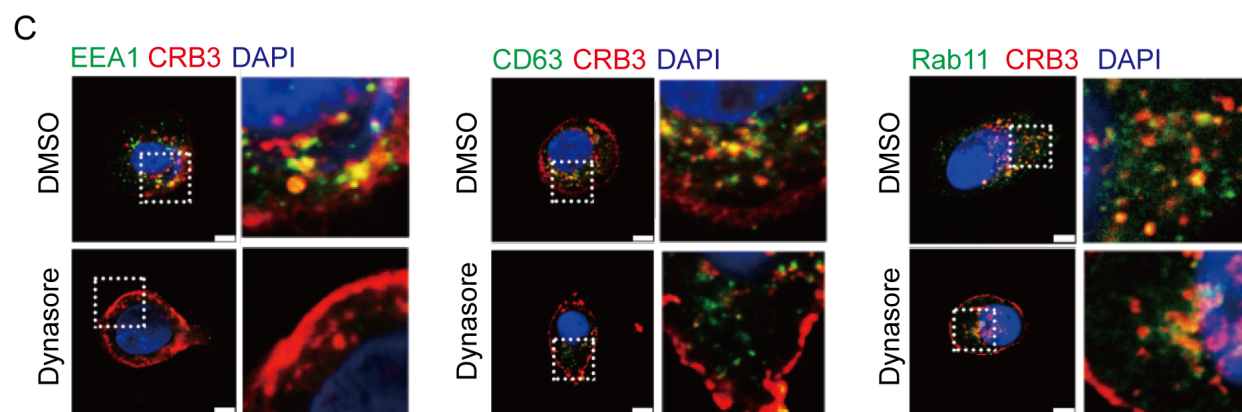 C
EEA1 CRB3 DAPI
CD63 CRB3 DAPI
Rab11 CRB3 DAPI
DMSO
DMSO
DMSO
Dynasore
Dynasore
Dynasore